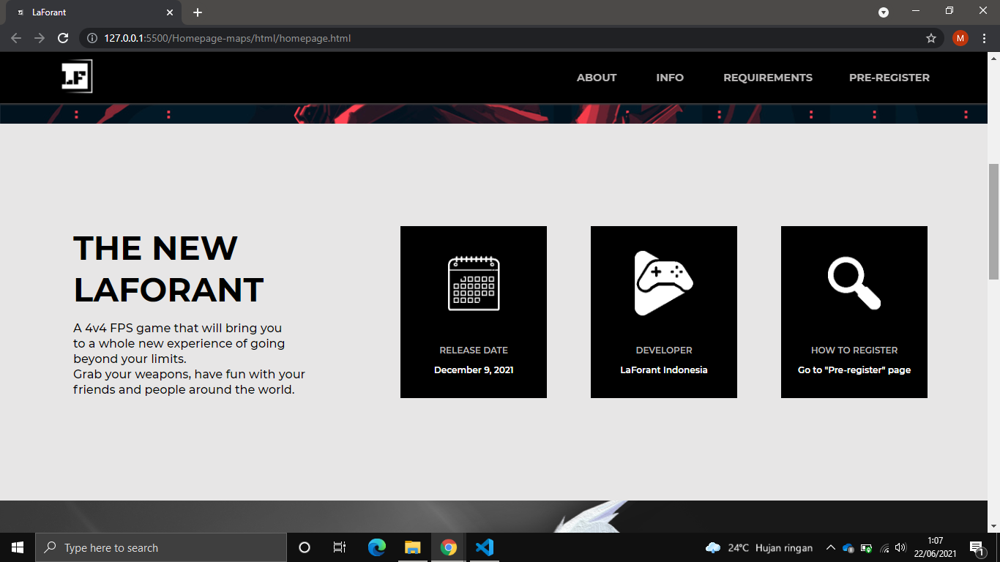 LaForant
127.0.0.1:5500/Homepage-maps/html/homepage.html
M
LF
ABOUT
INFO
REQUIREMENTS
PRE-REGISTER
THE NEW
LAFORANT
A 4v4 FPS game that will bring you
to a whole new experience of going
beyond your limits.
Grab your weapons, have fun with your
friends and people around the world.
RELEASE DATE
December 9, 2021
DEVELOPER
LaForant Indonesia
HOW TO REGISTER
Go to "Pre-register" page
Type here to search
24°C Hujan ringan
1:07
22/06/2021
1